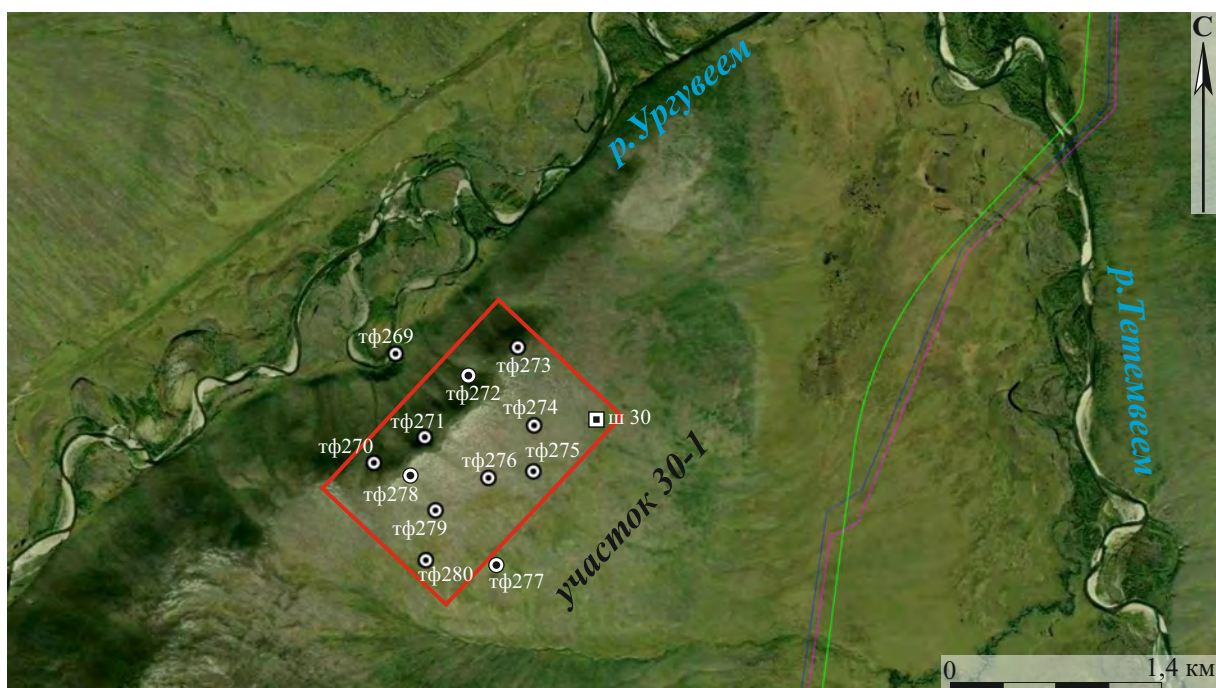 С
р. Ургувеем
р.Тетемвеем
тф269
тф273
тф272
тф274
ш 30
тф271
тф270
тф275
тф276
тф278
тф279
тф280
тф277
участок 30-1
0 1,4 км